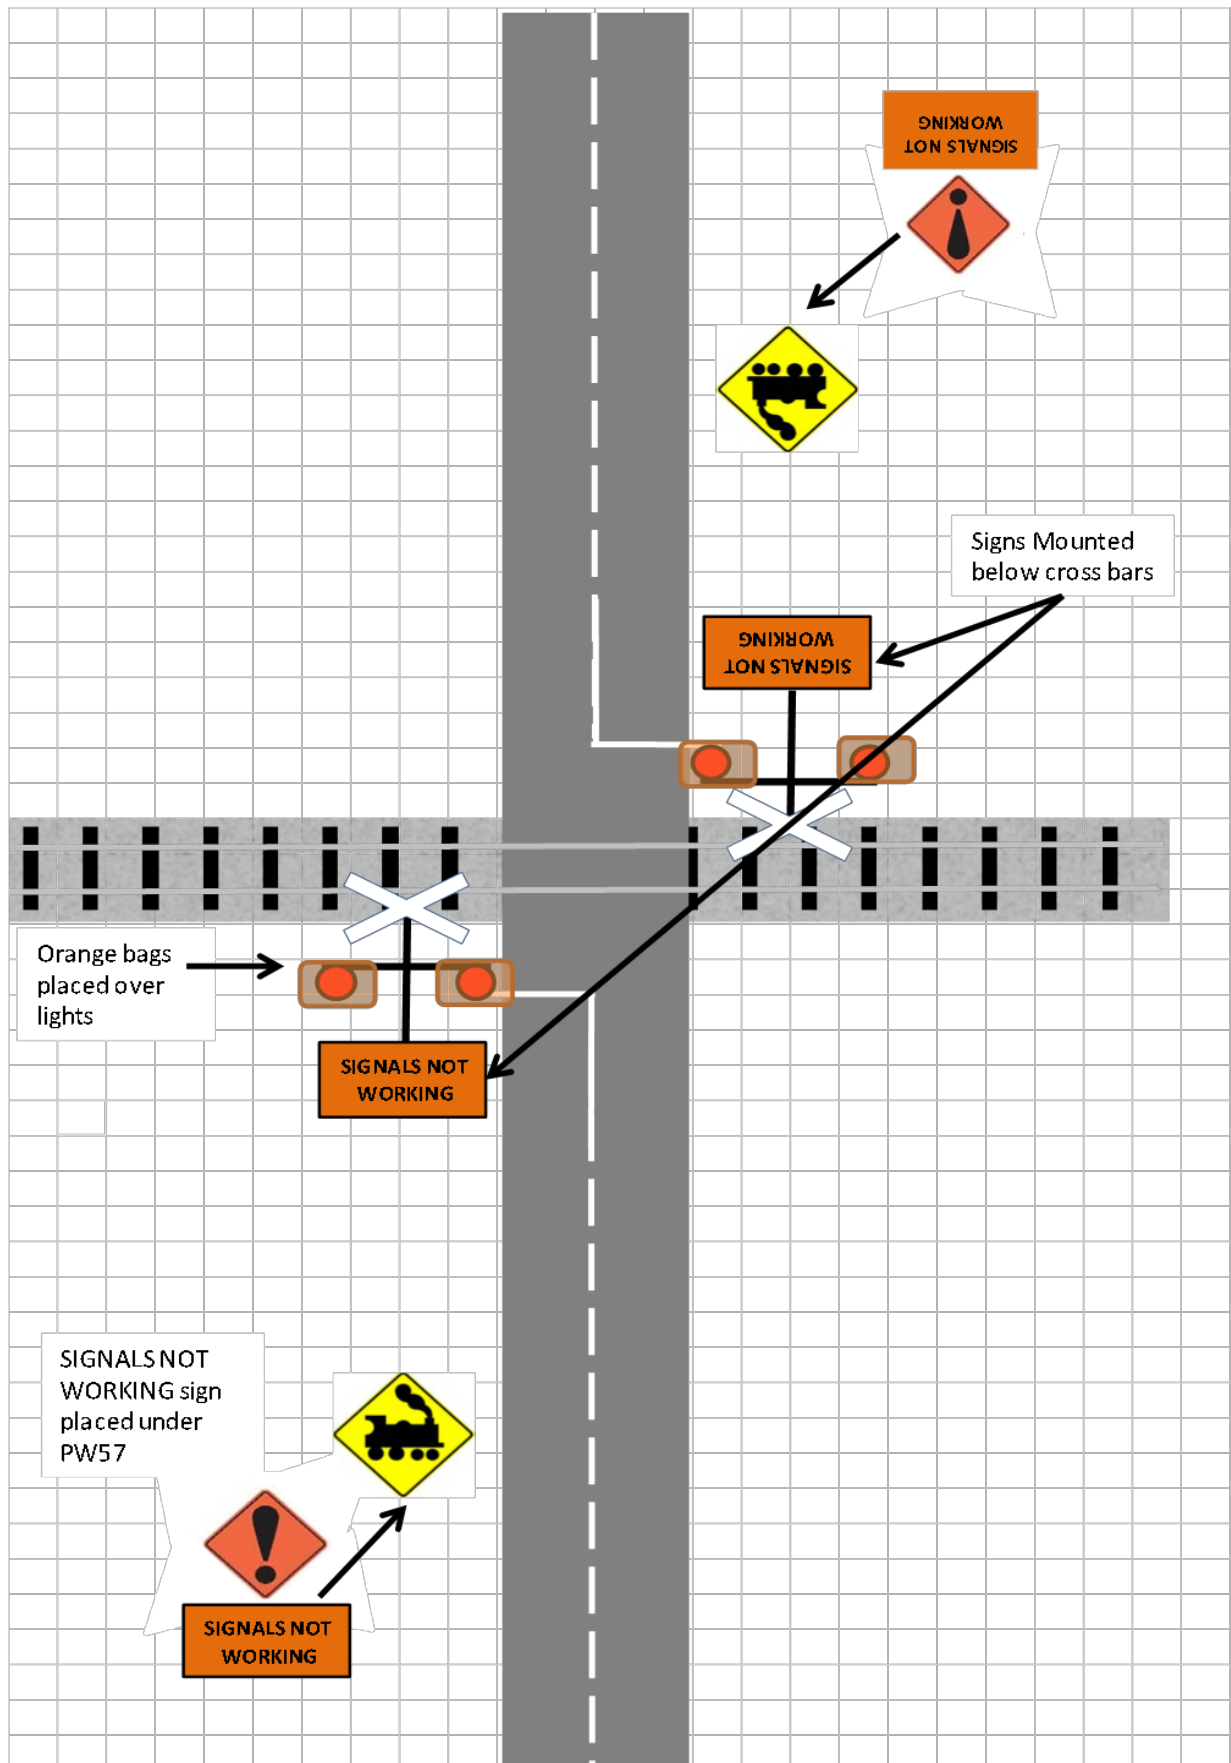 SIGNALS NOT
WORKING
Signs Mounted
below cross bars
SIGNALS NOT
WORKING
Orange bags
placed over
lights
SIGNALS NOT
WORKING
SIGNALS NOT
WORKING sign
placed under
PW57
SIGNALS NOT
WORKING